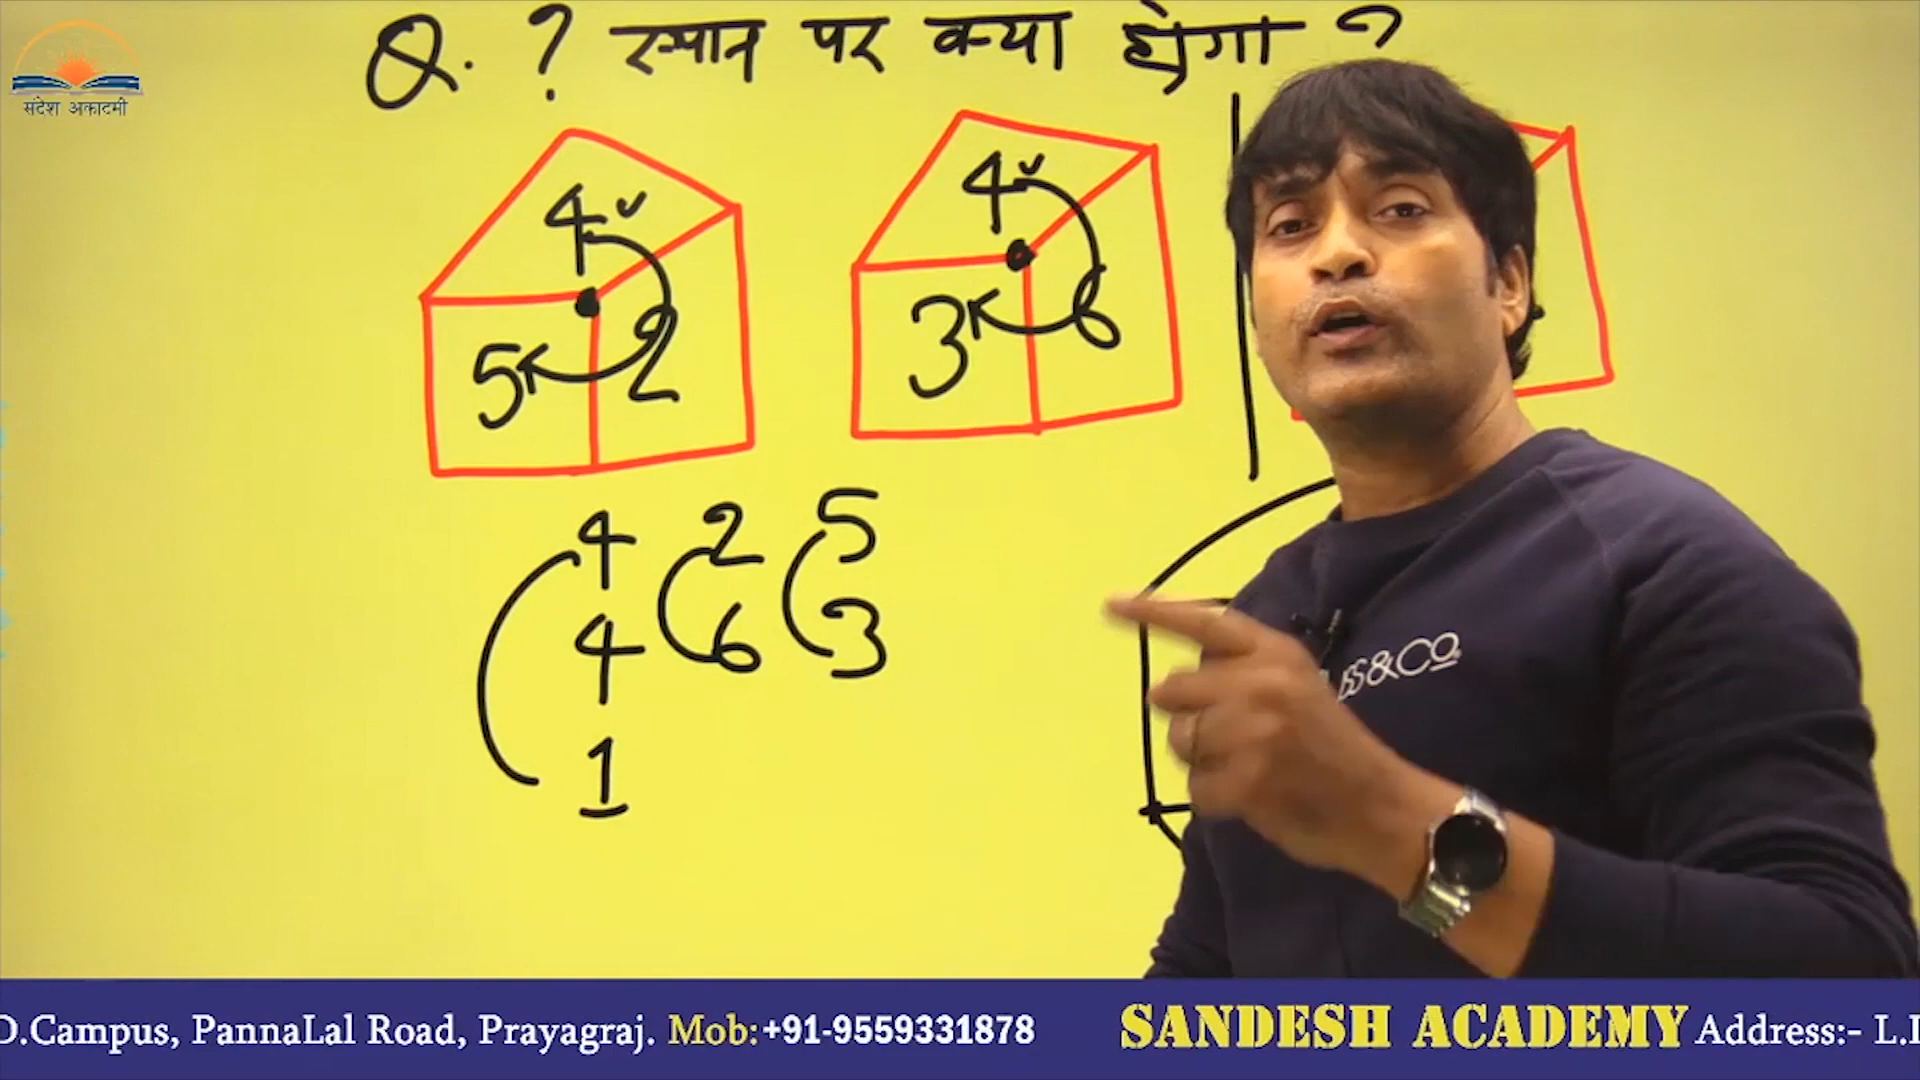 Q. ? स्थान पर क्या होगा ?
संदेश अकादमी
4 4
5 2 3 6
4 2 5
4 6 3
1
SS&CO
D.Campus, PannaLal Road, Prayagraj. Mob:+91-9559331878 SANDESH ACADEMY Address:- L.